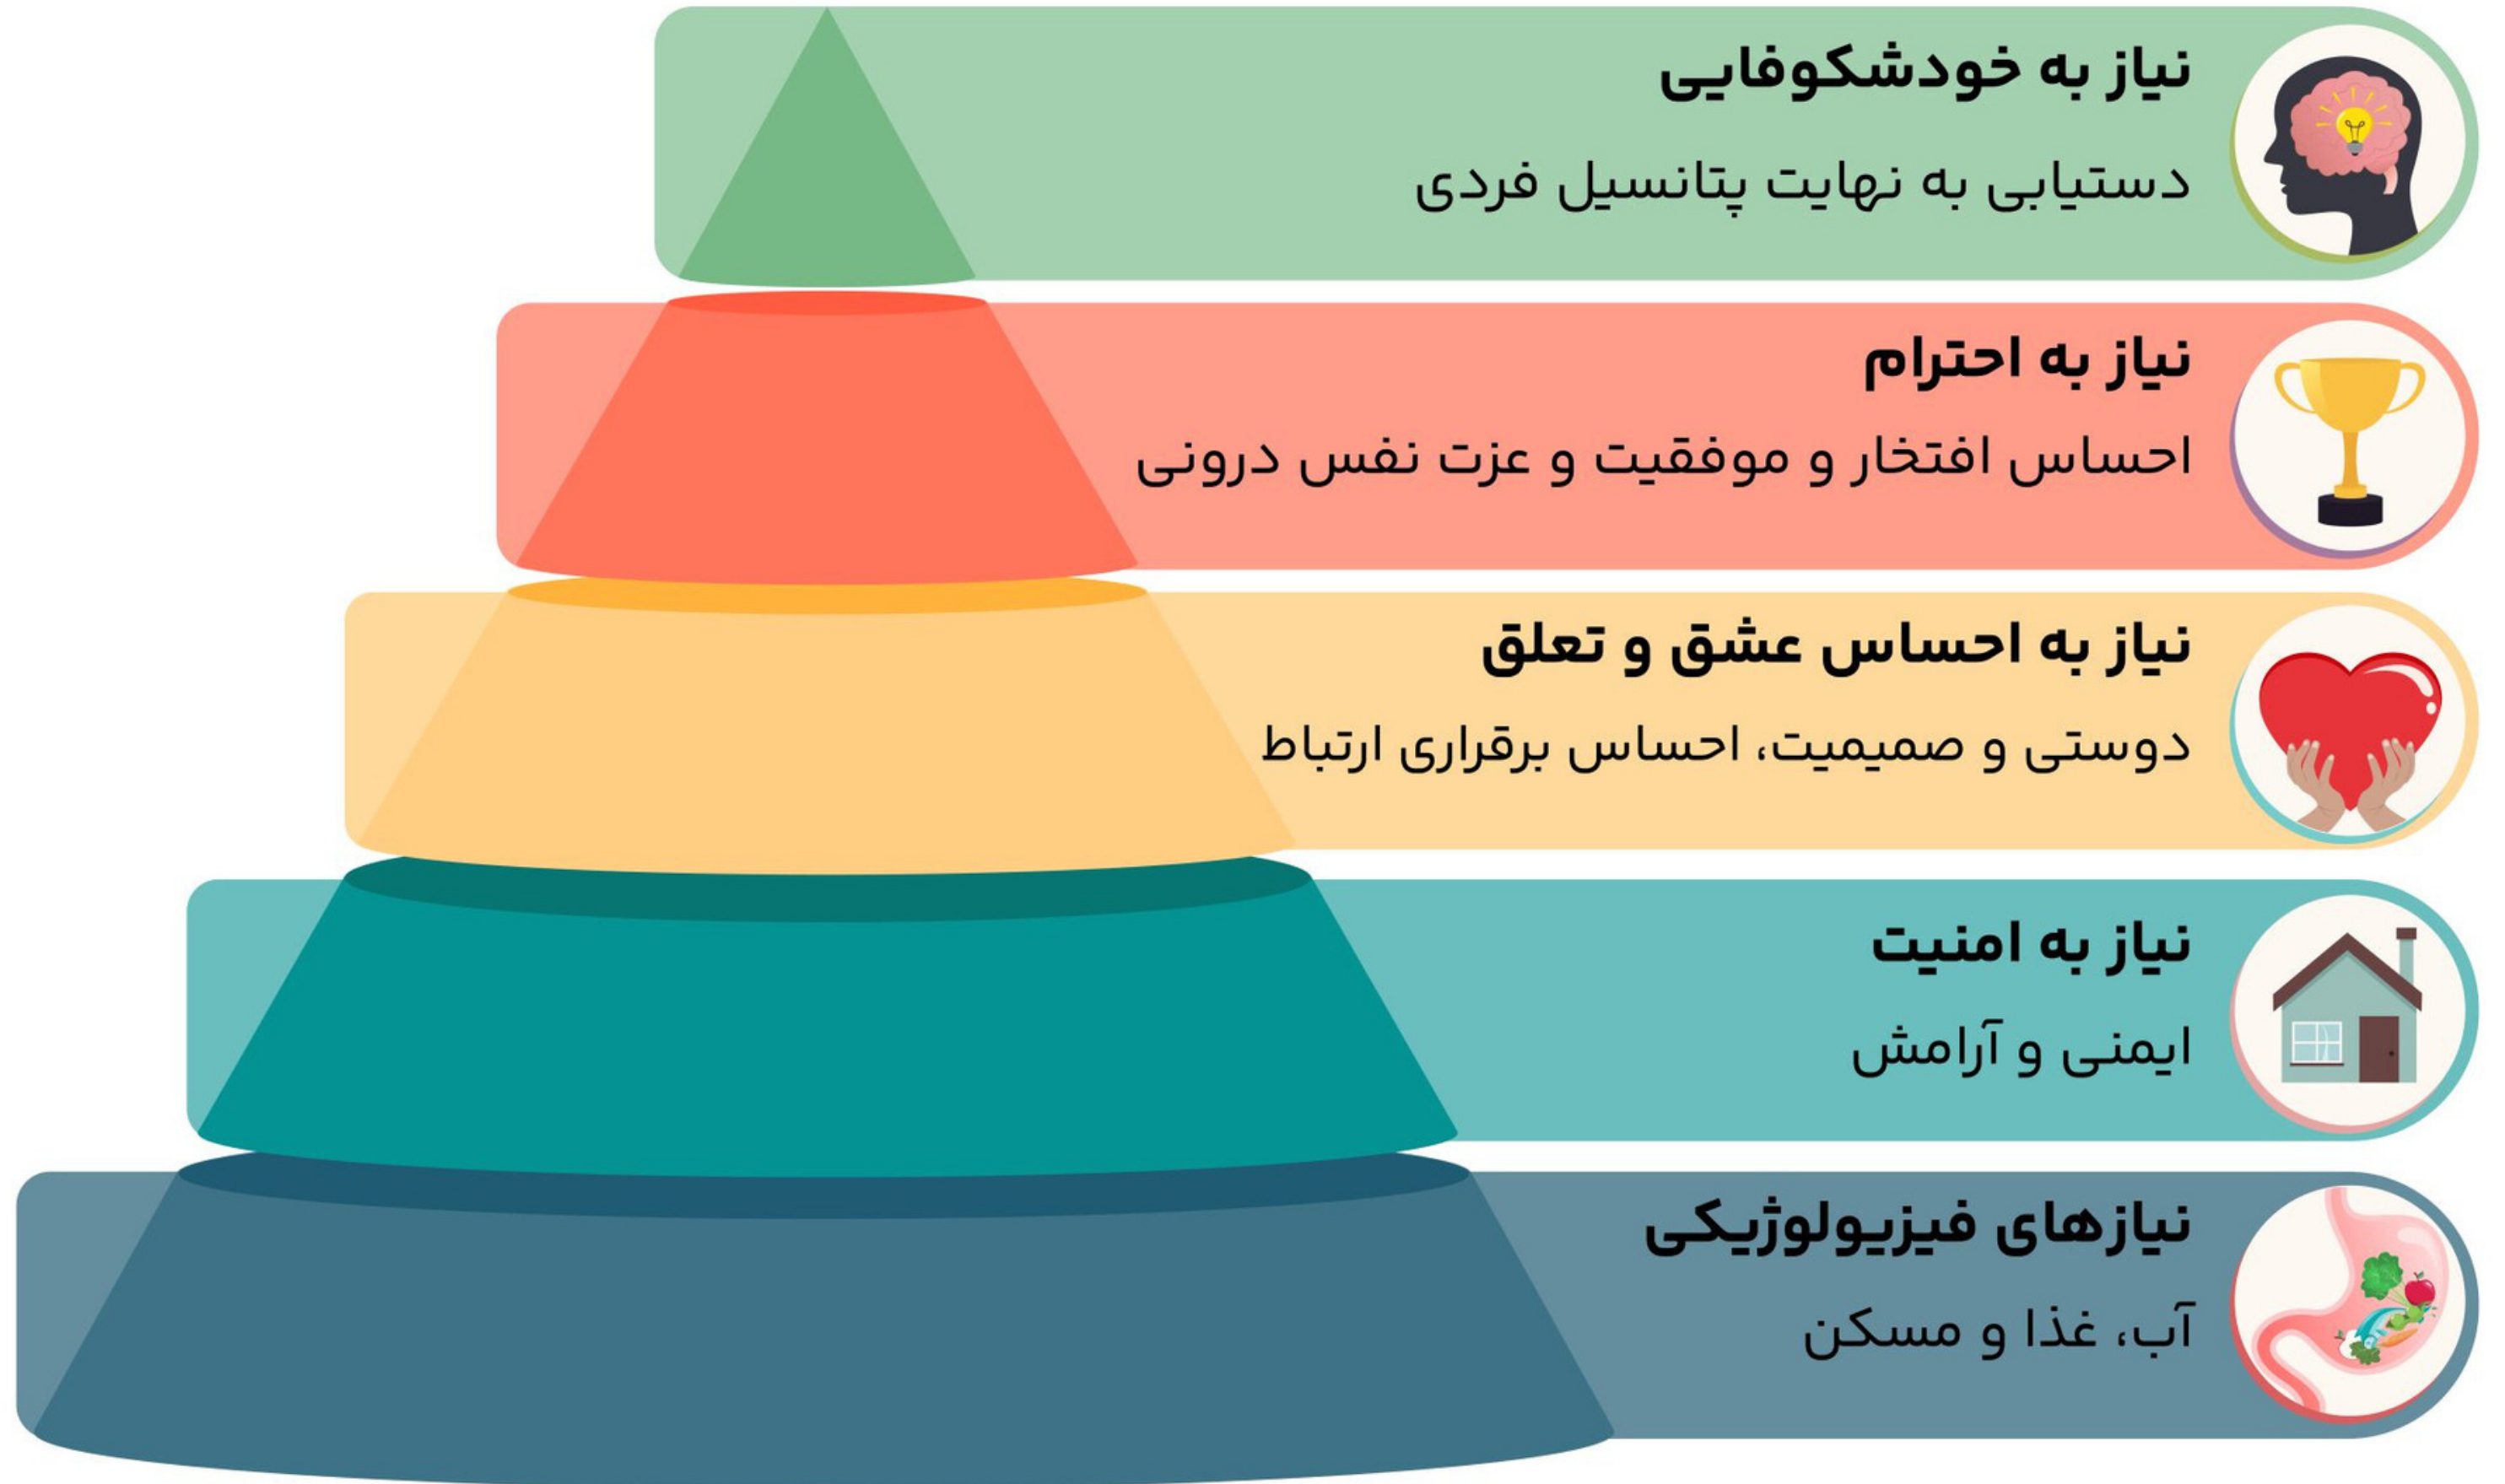 نیاز به خودشکوفایی
دستیابی به نهایت پتانسیل فردی
نیاز به احترام
احساس افتخار و موفقیت و عزت نفس درونی
نیاز به احساس عشق و تعلق
دوستی و صمیمیت، احساس برقراری ارتباط
نیاز به امنیت
ایمنی و آرامش
نیازهای فیزیولوژیکی
آب، غذا و مسکن